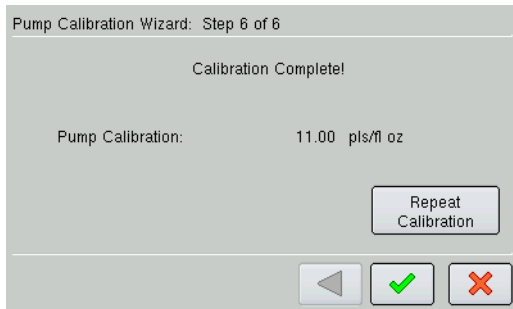 Pump Calibration Wizard: Step 6 of 6
Calibration Complete!
Pump Calibration: 11.00 pls/fl oz
Repeat
Calibration